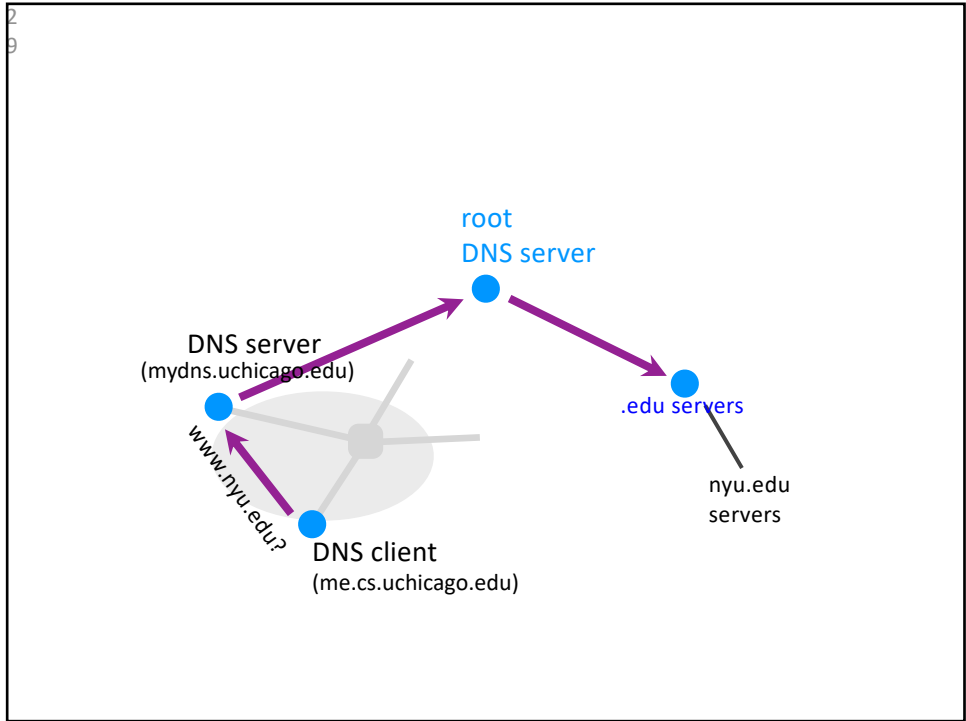 2
9
root
DNS server
DNS server
(mydns.uchicago.edu)
.edu servers
www.nyu.edu?
nyu.edu
servers
DNS client
(me.cs.uchicago.edu)